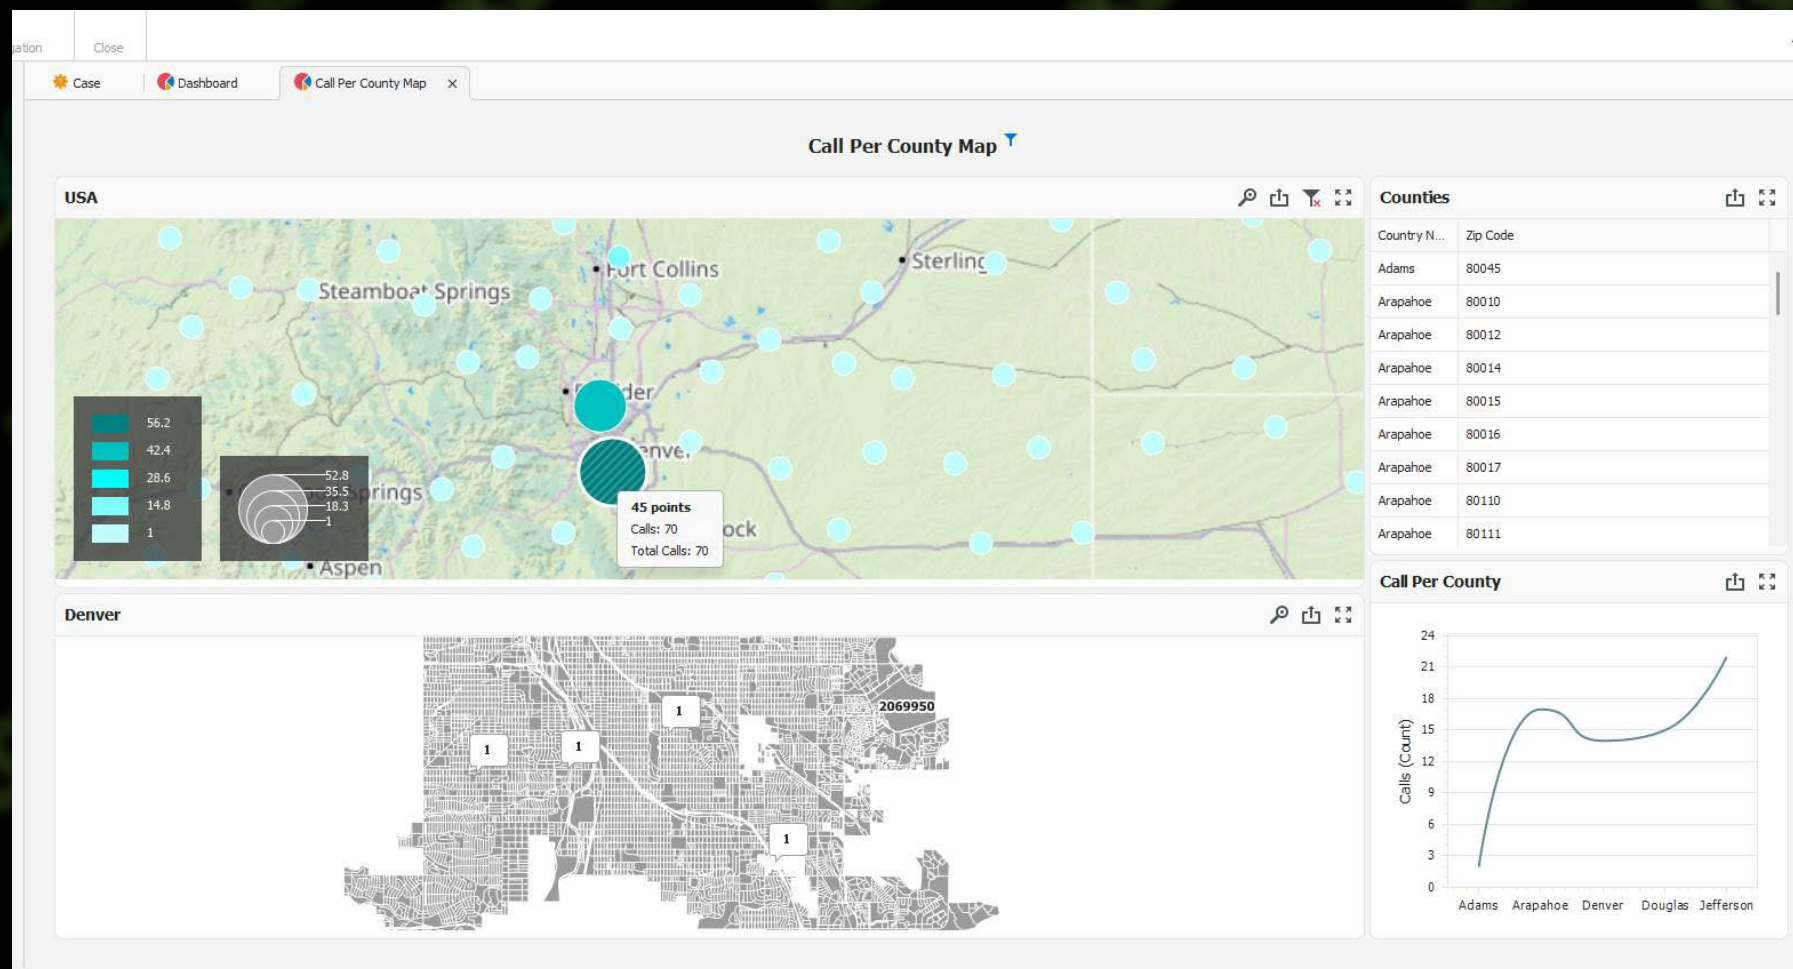 Close
Case
Dashboard
Call Per County Map
Call Per County Map
USA
Fort Collins
Sterling
Steamboat Springs
Springs
Aspen
56.2
42.4
28.6
14.8
1
52.8
35.5
18.3
1
45 points
Calls: 70
Total Calls: 70
Counties
Country N... Zip Code
Adams 80045
Arapahoe 80010
Arapahoe 80012
Arapahoe 80014
Arapahoe 80015
Arapahoe 80016
Arapahoe 80017
Arapahoe 80110
Arapahoe 80111
Denver
2069950
1
1
1
1
Call Per County
Calls (Count)
24
21
18
15
12
9
6
3
0
Adams Arapahoe Denver Douglas Jefferson